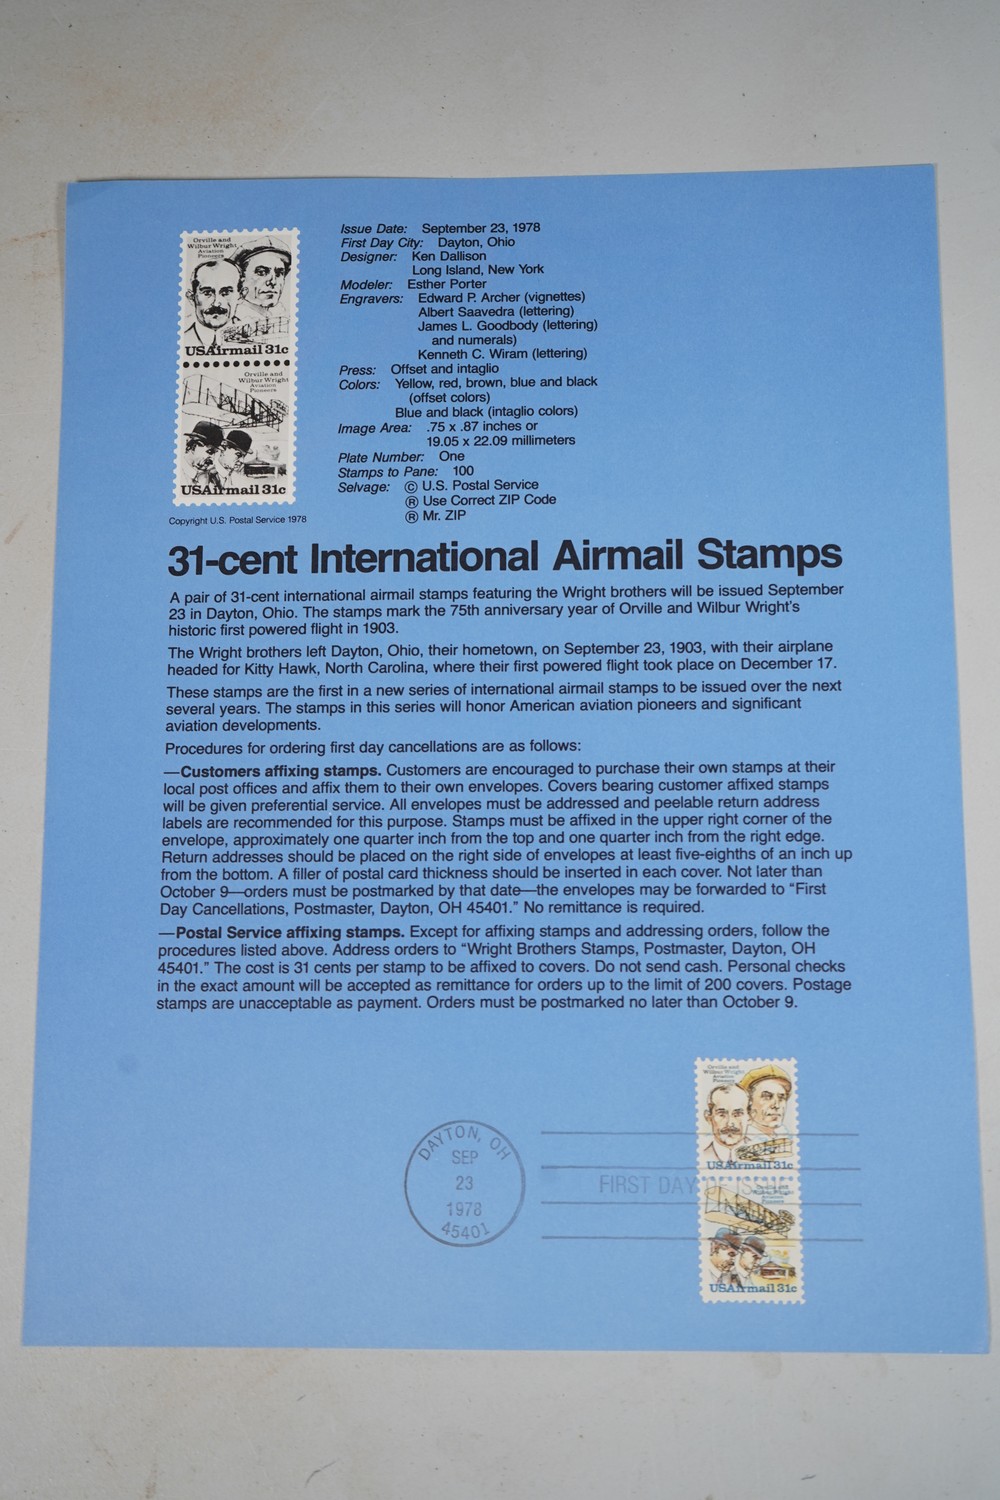 Orville and
Wilbur Wright
Aviation
Pioneers
USAirmail 31c
Orville and
Wilbur Wright
Aviation
Pioneers
USAirmail 31c
Copyright U.S. Postal Service 1978
Issue Date: September 23, 1978
First Day City: Dayton, Ohio
Designer: Ken Dallison
Long Island, New York
Modeler: Esther Porter
Engravers: Edward P. Archer (vignettes)
Albert Saavedra (lettering)
James L. Goodbody (lettering)
and numerals)
Kenneth C. Wiram (lettering)
Press: Offset and intaglio
Colors: Yellow, red, brown, blue and black
(offset colors)
Blue and black (intaglio colors)
Image Area: .75 x .87 inches or
19.05 x 22.09 millimeters
Plate Number: One
Stamps to Pane: 100
Selvage: © U.S. Postal Service
® Use Correct ZIP Code
® Mr. ZIP
31-cent International Airmail Stamps
A pair of 31-cent international airmail stamps featuring the Wright brothers will be issued September
23 in Dayton, Ohio. The stamps mark the 75th anniversary year of Orville and Wilbur Wright's
historic first powered flight in 1903.
The Wright brothers left Dayton, Ohio, their hometown, on September 23, 1903, with their airplane
headed for Kitty Hawk, North Carolina, where their first powered flight took place on December 17.
These stamps are the first in a new series of international airmail stamps to be issued over the next
several years. The stamps in this series will honor American aviation pioneers and significant
aviation developments.
Procedures for ordering first day cancellations are as follows:
—Customers affixing stamps. Customers are encouraged to purchase their own stamps at their
local post offices and affix them to their own envelopes. Covers bearing customer affixed stamps
will be given preferential service. All envelopes must be addressed and peelable return address
labels are recommended for this purpose. Stamps must be affixed in the upper right corner of the
envelope, approximately one quarter inch from the top and one quarter inch from the right edge.
Return addresses should be placed on the right side of envelopes at least five-eighths of an inch up
from the bottom. A filler of postal card thickness should be inserted in each cover. Not later than
October 9—orders must be postmarked by that date—the envelopes may be forwarded to "First
Day Cancellations, Postmaster, Dayton, OH 45401." No remittance is required.
—Postal Service affixing stamps. Except for affixing stamps and addressing orders, follow the
procedures listed above. Address orders to "Wright Brothers Stamps, Postmaster, Dayton, OH
45401." The cost is 31 cents per stamp to be affixed to covers. Do not send cash. Personal checks
in the exact amount will be accepted as remittance for orders up to the limit of 200 covers. Postage
stamps are unacceptable as payment. Orders must be postmarked no later than October 9.
DAYTON, OH
SEP
23
1978
45401
FIRST DAY OF ISSUE
Orville and
Wilbur Wright
Aviation
Pioneers
USAirmail 31c
Orville and
Wilbur Wright
Aviation
Pioneers
USAirmail 31c